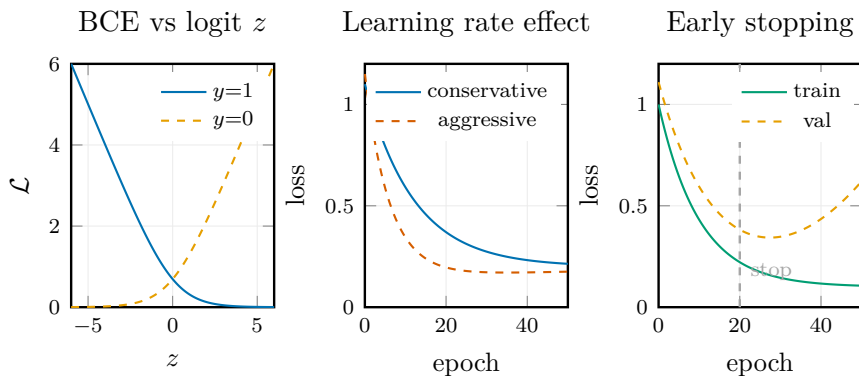 BCE vs logit z
6
4
2
0
−5
0
5
ℒ
z
y=1
y=0
Learning rate effect
1
0.5
0
0
20
40
loss
epoch
conservative
aggressive
Early stopping
1
0.5
0
0
20
40
loss
epoch
train
val
stop